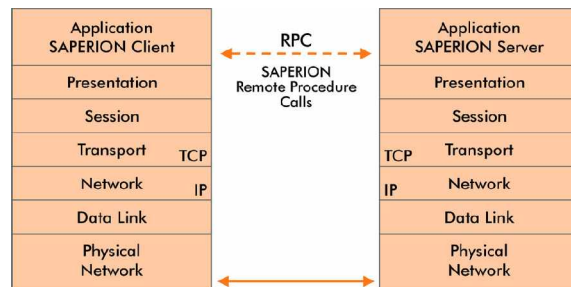 Application
SAPERION Client
Presentation
Session
Transport TCP
Network IP
Data Link
Physical
Network
RPC
SAPERION
Remote Procedure
Calls
Application
SAPERION Server
Presentation
Session
TCP Transport
IP Network
Data Link
Physical
Network